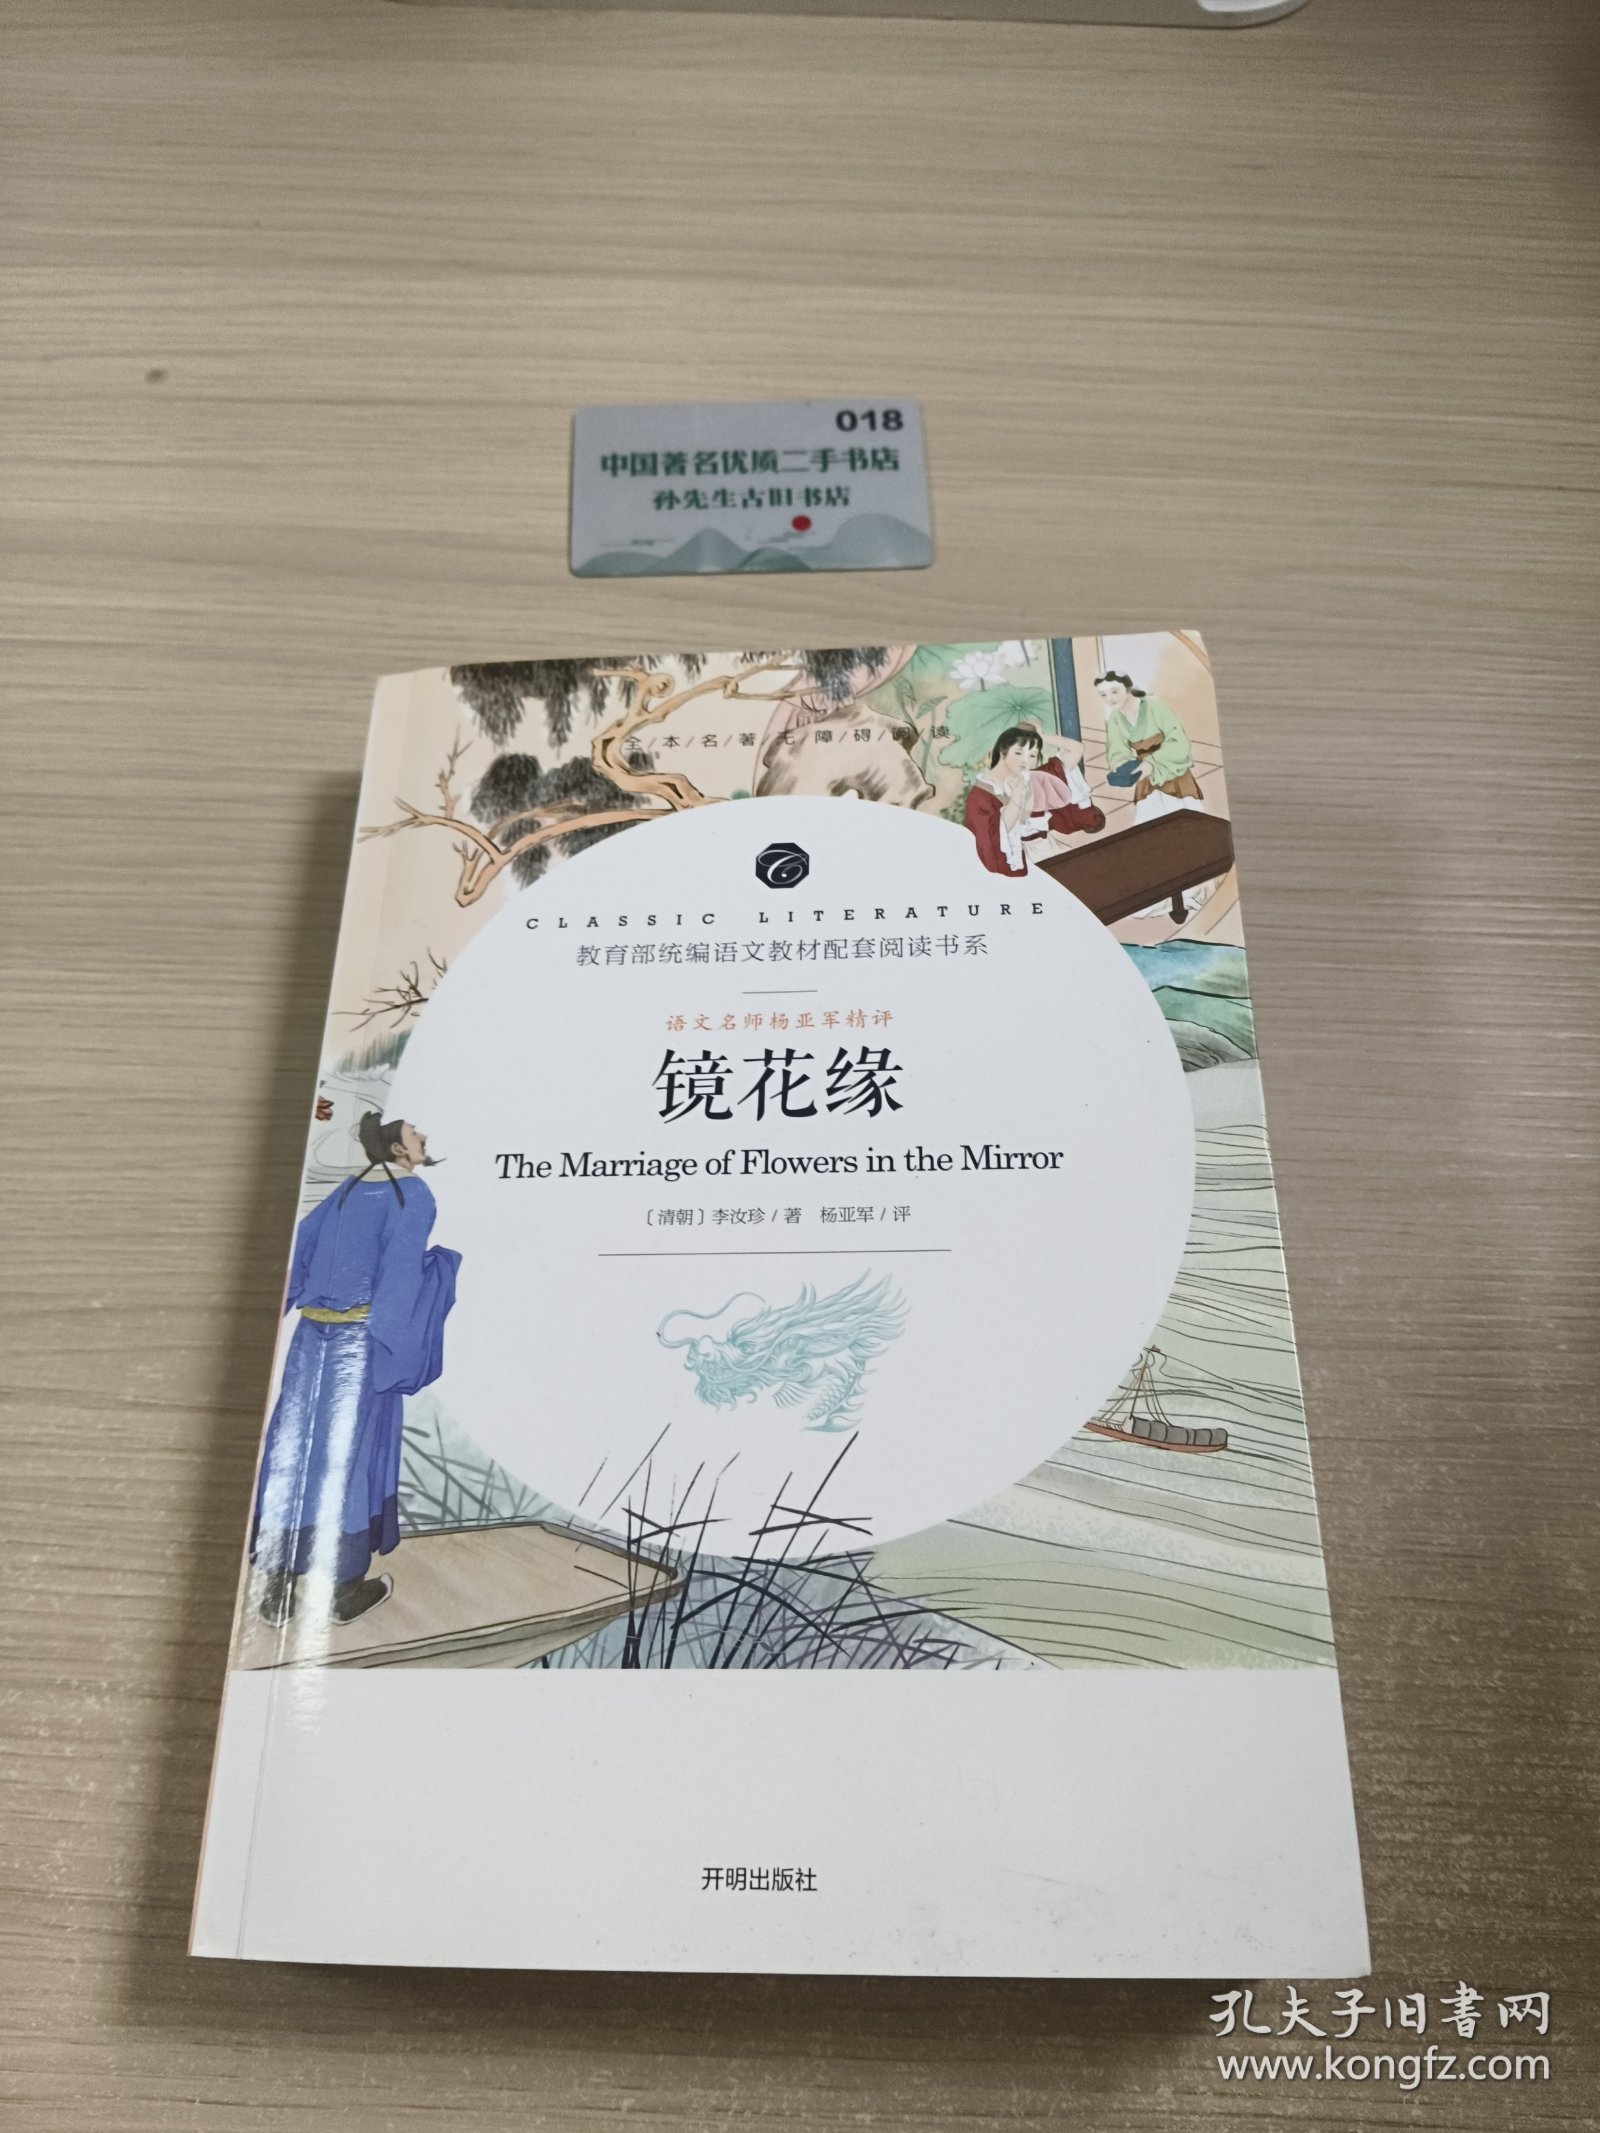 018
中国著名优质二手书店
孙先生古旧书店
全/本/名/著/无/障/碍/阅/读
CLASSIC LITERATURE
教育部统编语文教材配套阅读书系
语文名师杨亚军精评
镜花缘
The Marriage of Flowers in the Mirror
〔清朝〕李汝珍/著 杨亚军/评
开明出版社
孔夫子旧書网
www.kongfz.com